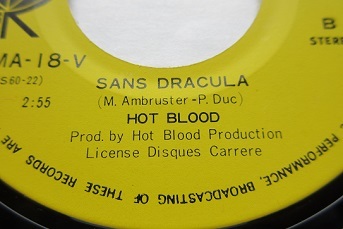 B
STERE
MA-18-V
(S60-22)
2:55
SANS DRACULA
(M. Ambruster-P. Duc)
HOT BLOOD
Prod. by Hot Blood Production
License Disques Carrere
PERFORMANCE, BROADCASTING OF THESE RECORDS ARE